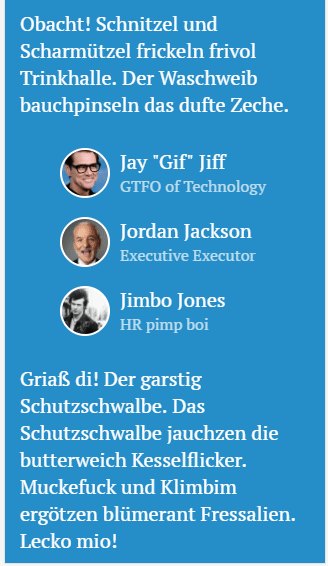 Obacht! Schnitzel und
Scharmützel frickeln frivol
Trinkhalle. Der Waschweib
bauchpinseln das dufte Zeche.
Jay "Gif" Jiff
GTFO of Technology
Jordan Jackson
Executive Executor
Jimbo Jones
HR pimp boi
Griaß di! Der garstig
Schutzschwalbe. Das
Schutzschwalbe jauchzen die
butterweich Kesselflicker.
Muckefuck und Klimbim
ergötzen blümerant Fressalien.
Lecko mio!